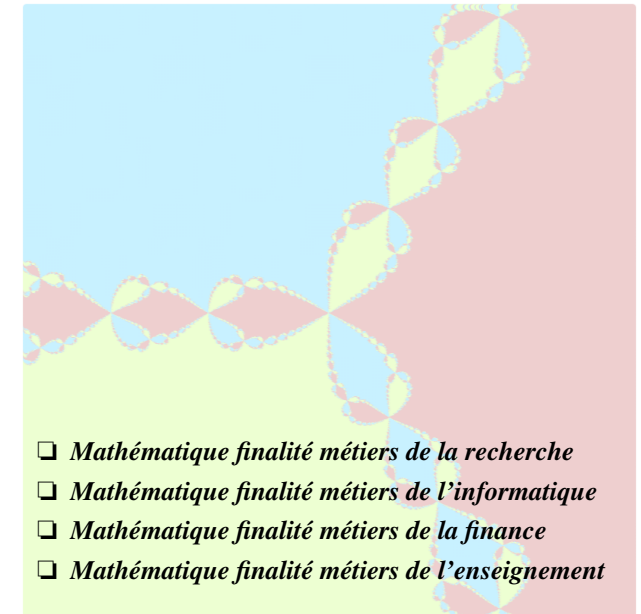 ❏ Mathématique finalité métiers de la recherche
❏ Mathématique finalité métiers de l’informatique
❏ Mathématique finalité métiers de la finance
❏ Mathématique finalité métiers de l’enseignement